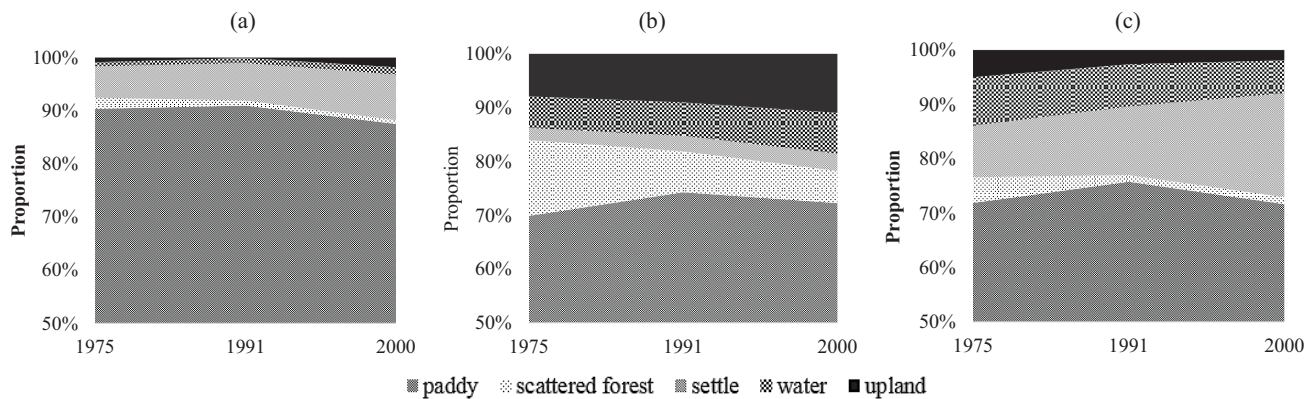 (a)
100%
90%
80%
70%
60%
50%
Proportion
1975 1991 2000
(b)
100%
90%
80%
70%
60%
50%
Proportion
1975 1991 2000
(c)
100%
90%
80%
70%
60%
50%
Proportion
1975 1991 2000
paddy scattered forest settle water upland